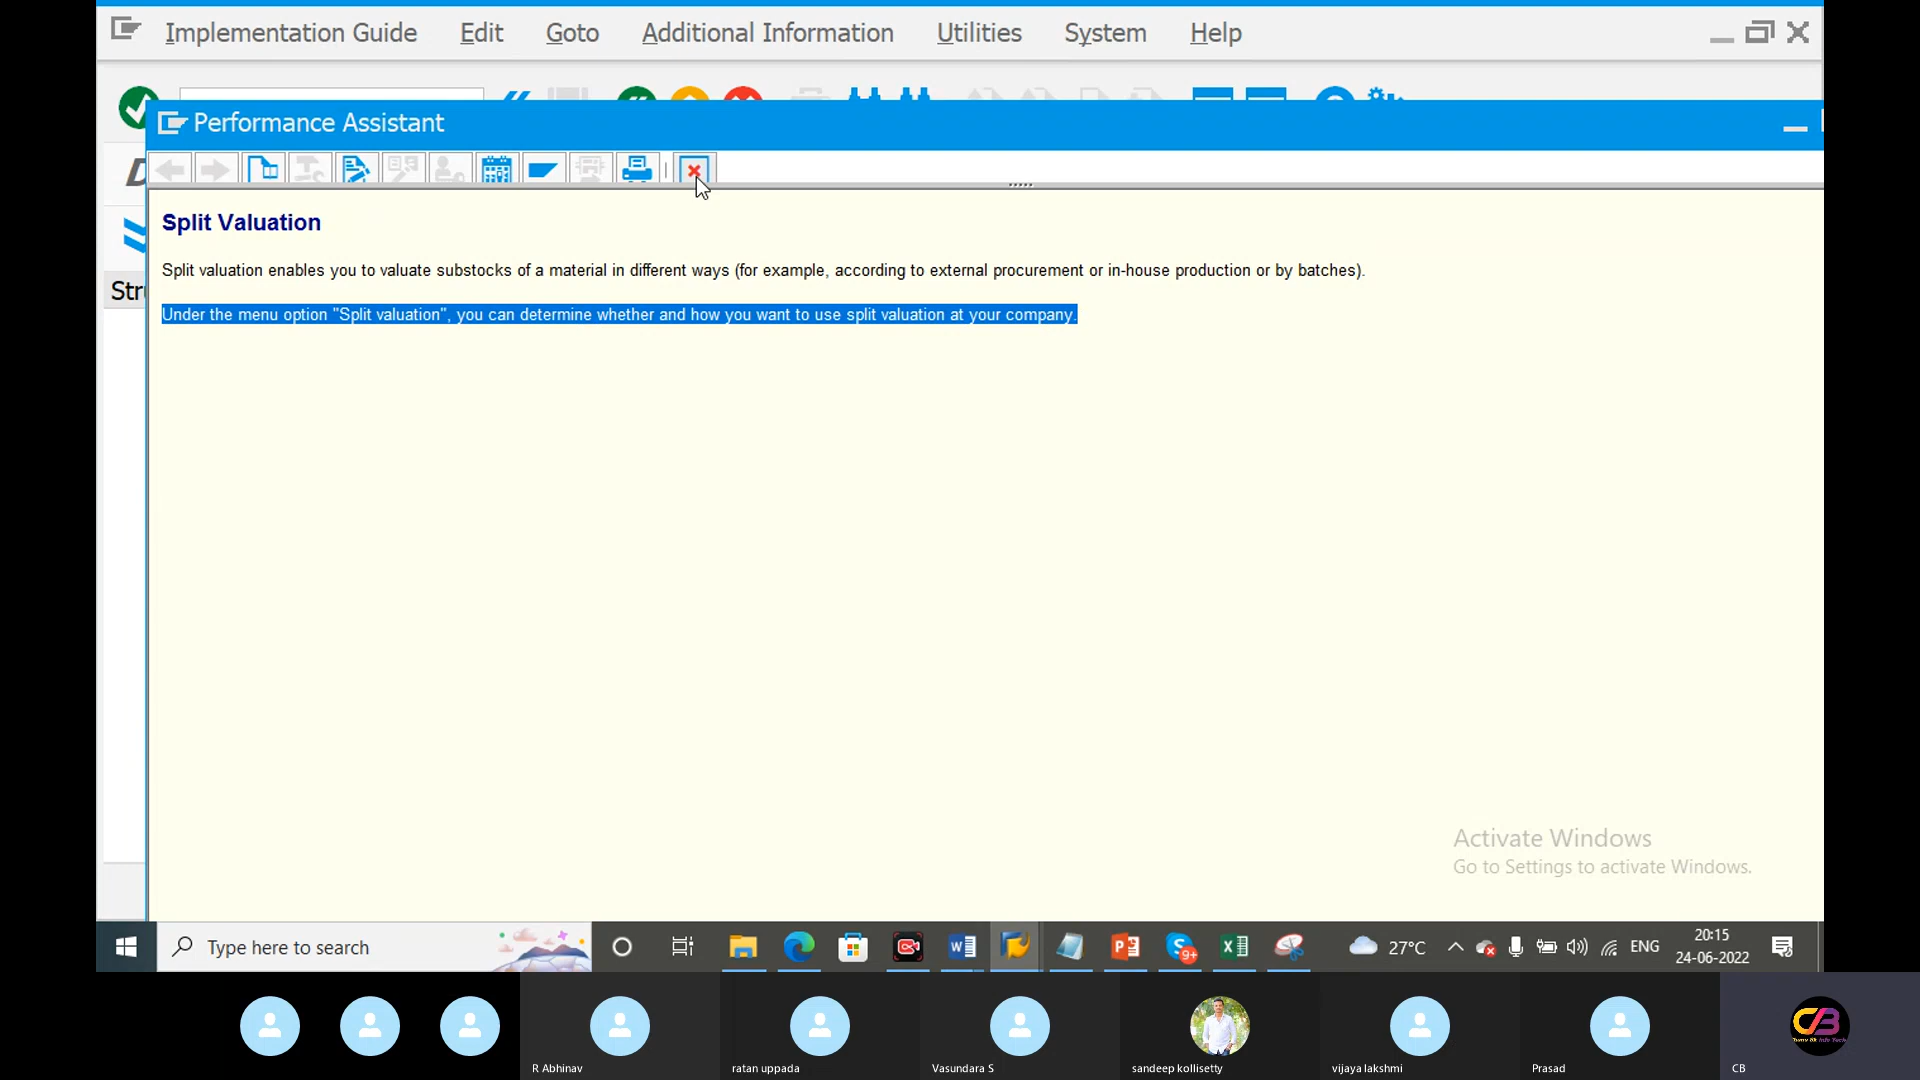 Implementation Guide Edit Goto Additional Information Utilities System Help
Performance Assistant
Split Valuation
Split valuation enables you to valuate substocks of a material in different ways (for example, according to external procurement or in-house production or by batches).
Under the menu option "Split valuation", you can determine whether and how you want to use split valuation at your company.
Activate Windows
Go to Settings to activate Windows.
Type here to search
27°C
ENG
20:15
24-06-2022
9+
R Abhinav
ratan uppada
Vasundara S
sandeep kollisetty
vijaya lakshmi
Prasad
CB